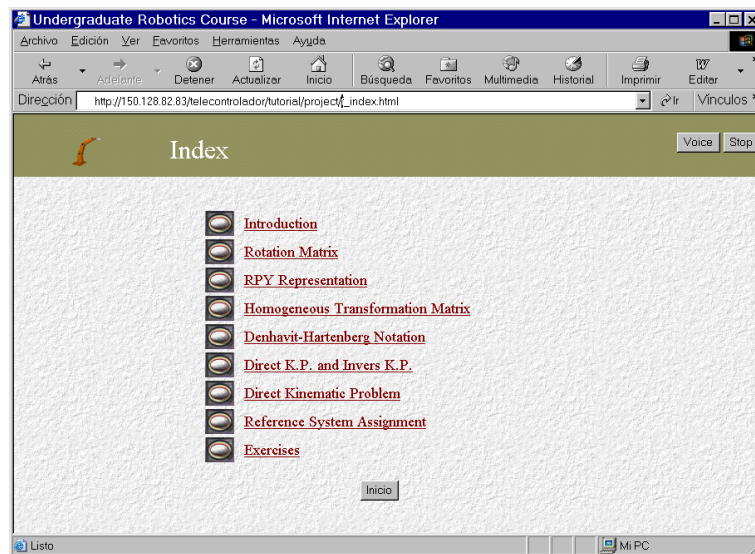 Undergraduate Robotics Course - Microsoft Internet Explorer
Archivo Edición Ver Favoritos Herramientas Ayuda
Atrás Adelante Detener Actualizar Inicio Búsqueda Favoritos Multimedia Historial Imprimir Editar
Dirección http://150.128.82.83/telecontrolador/tutorial/project/_index.html Ir Vínculos
Index Voice Stop
Introduction
Rotation Matrix
RPY Representation
Homogeneous Transformation Matrix
Denhavit-Hartenberg Notation
Direct K.P. and Invers K.P.
Direct Kinematic Problem
Reference System Assignment
Exercises
Inicio
Listo Mi PC